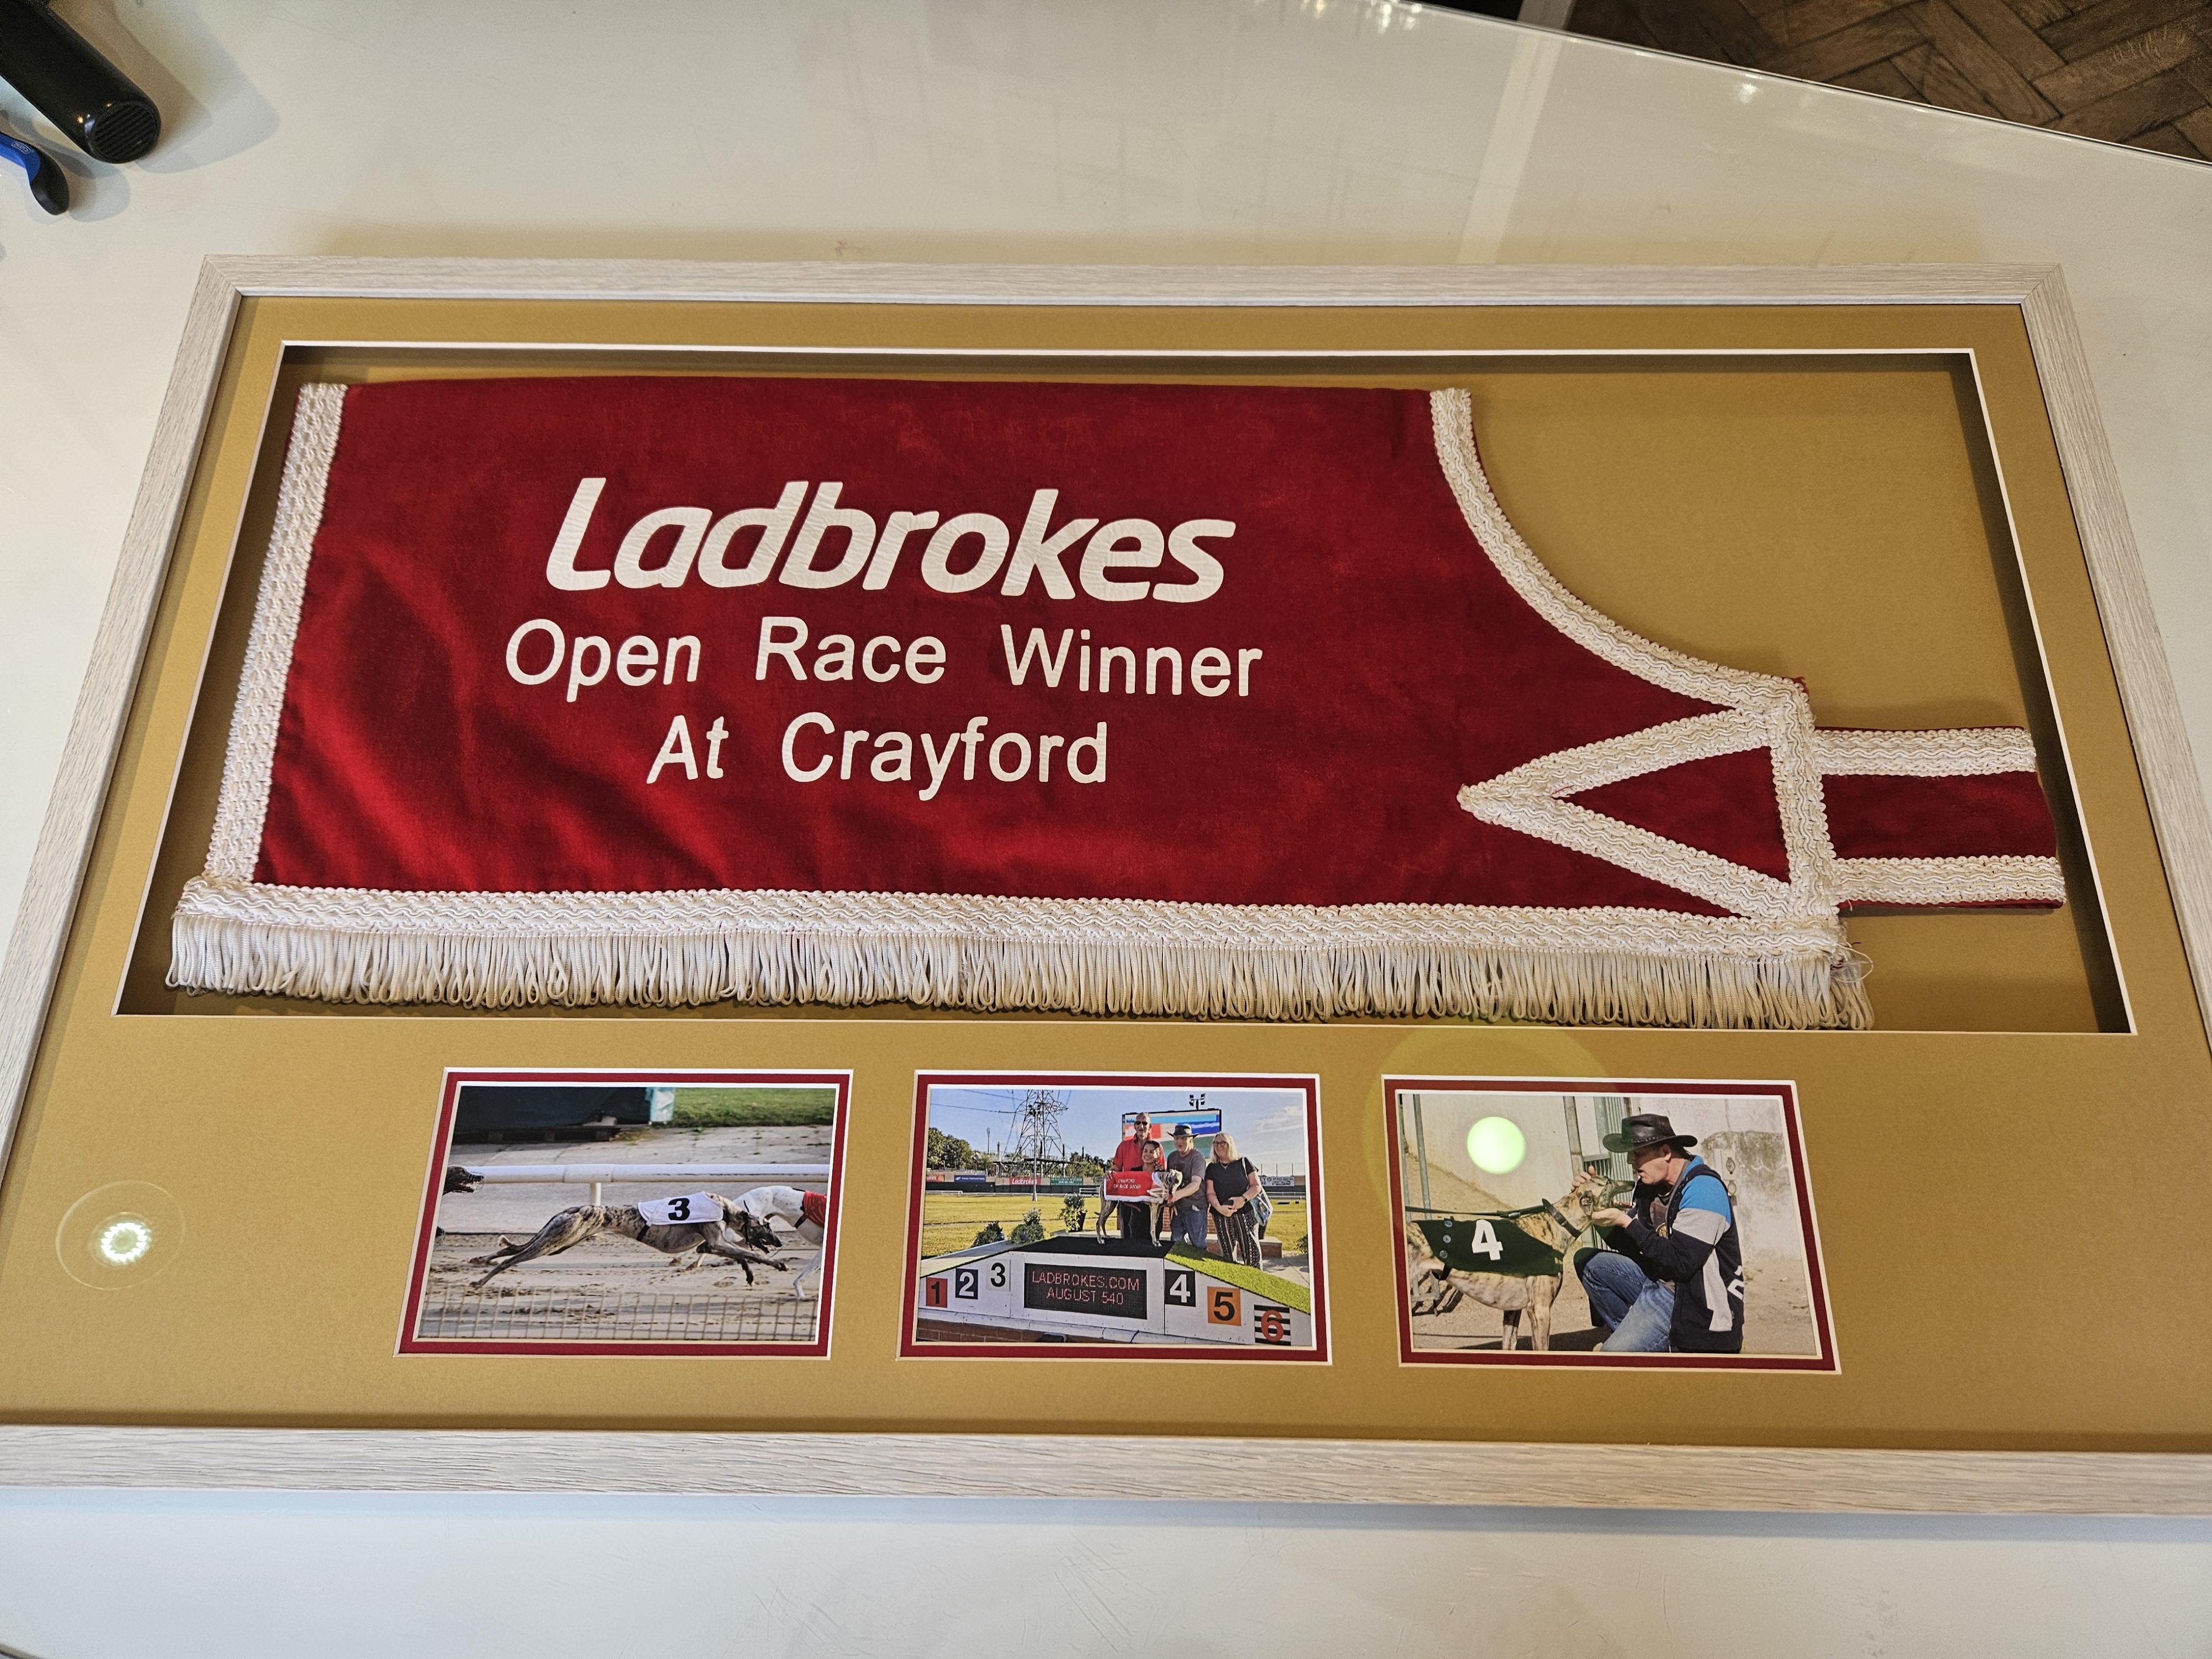 Ladbrokes
Open Race Winner
At Crayford
3
1 2 3
LADBROKES.COM
AUGUST 540
4 5 6
4